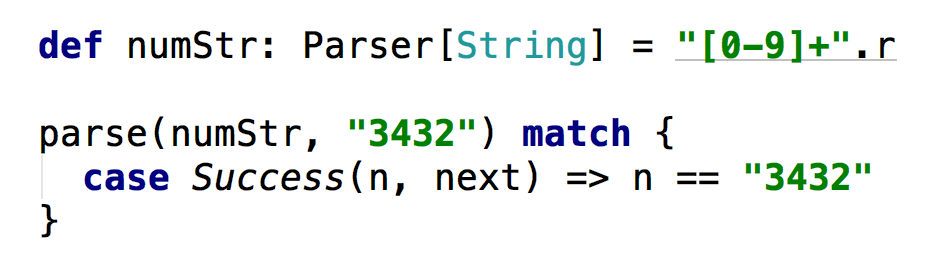 def numStr: Parser[String] = "[0-9]+".r
parse(numStr, "3432") match {
case Success(n, next) => n == "3432"
}